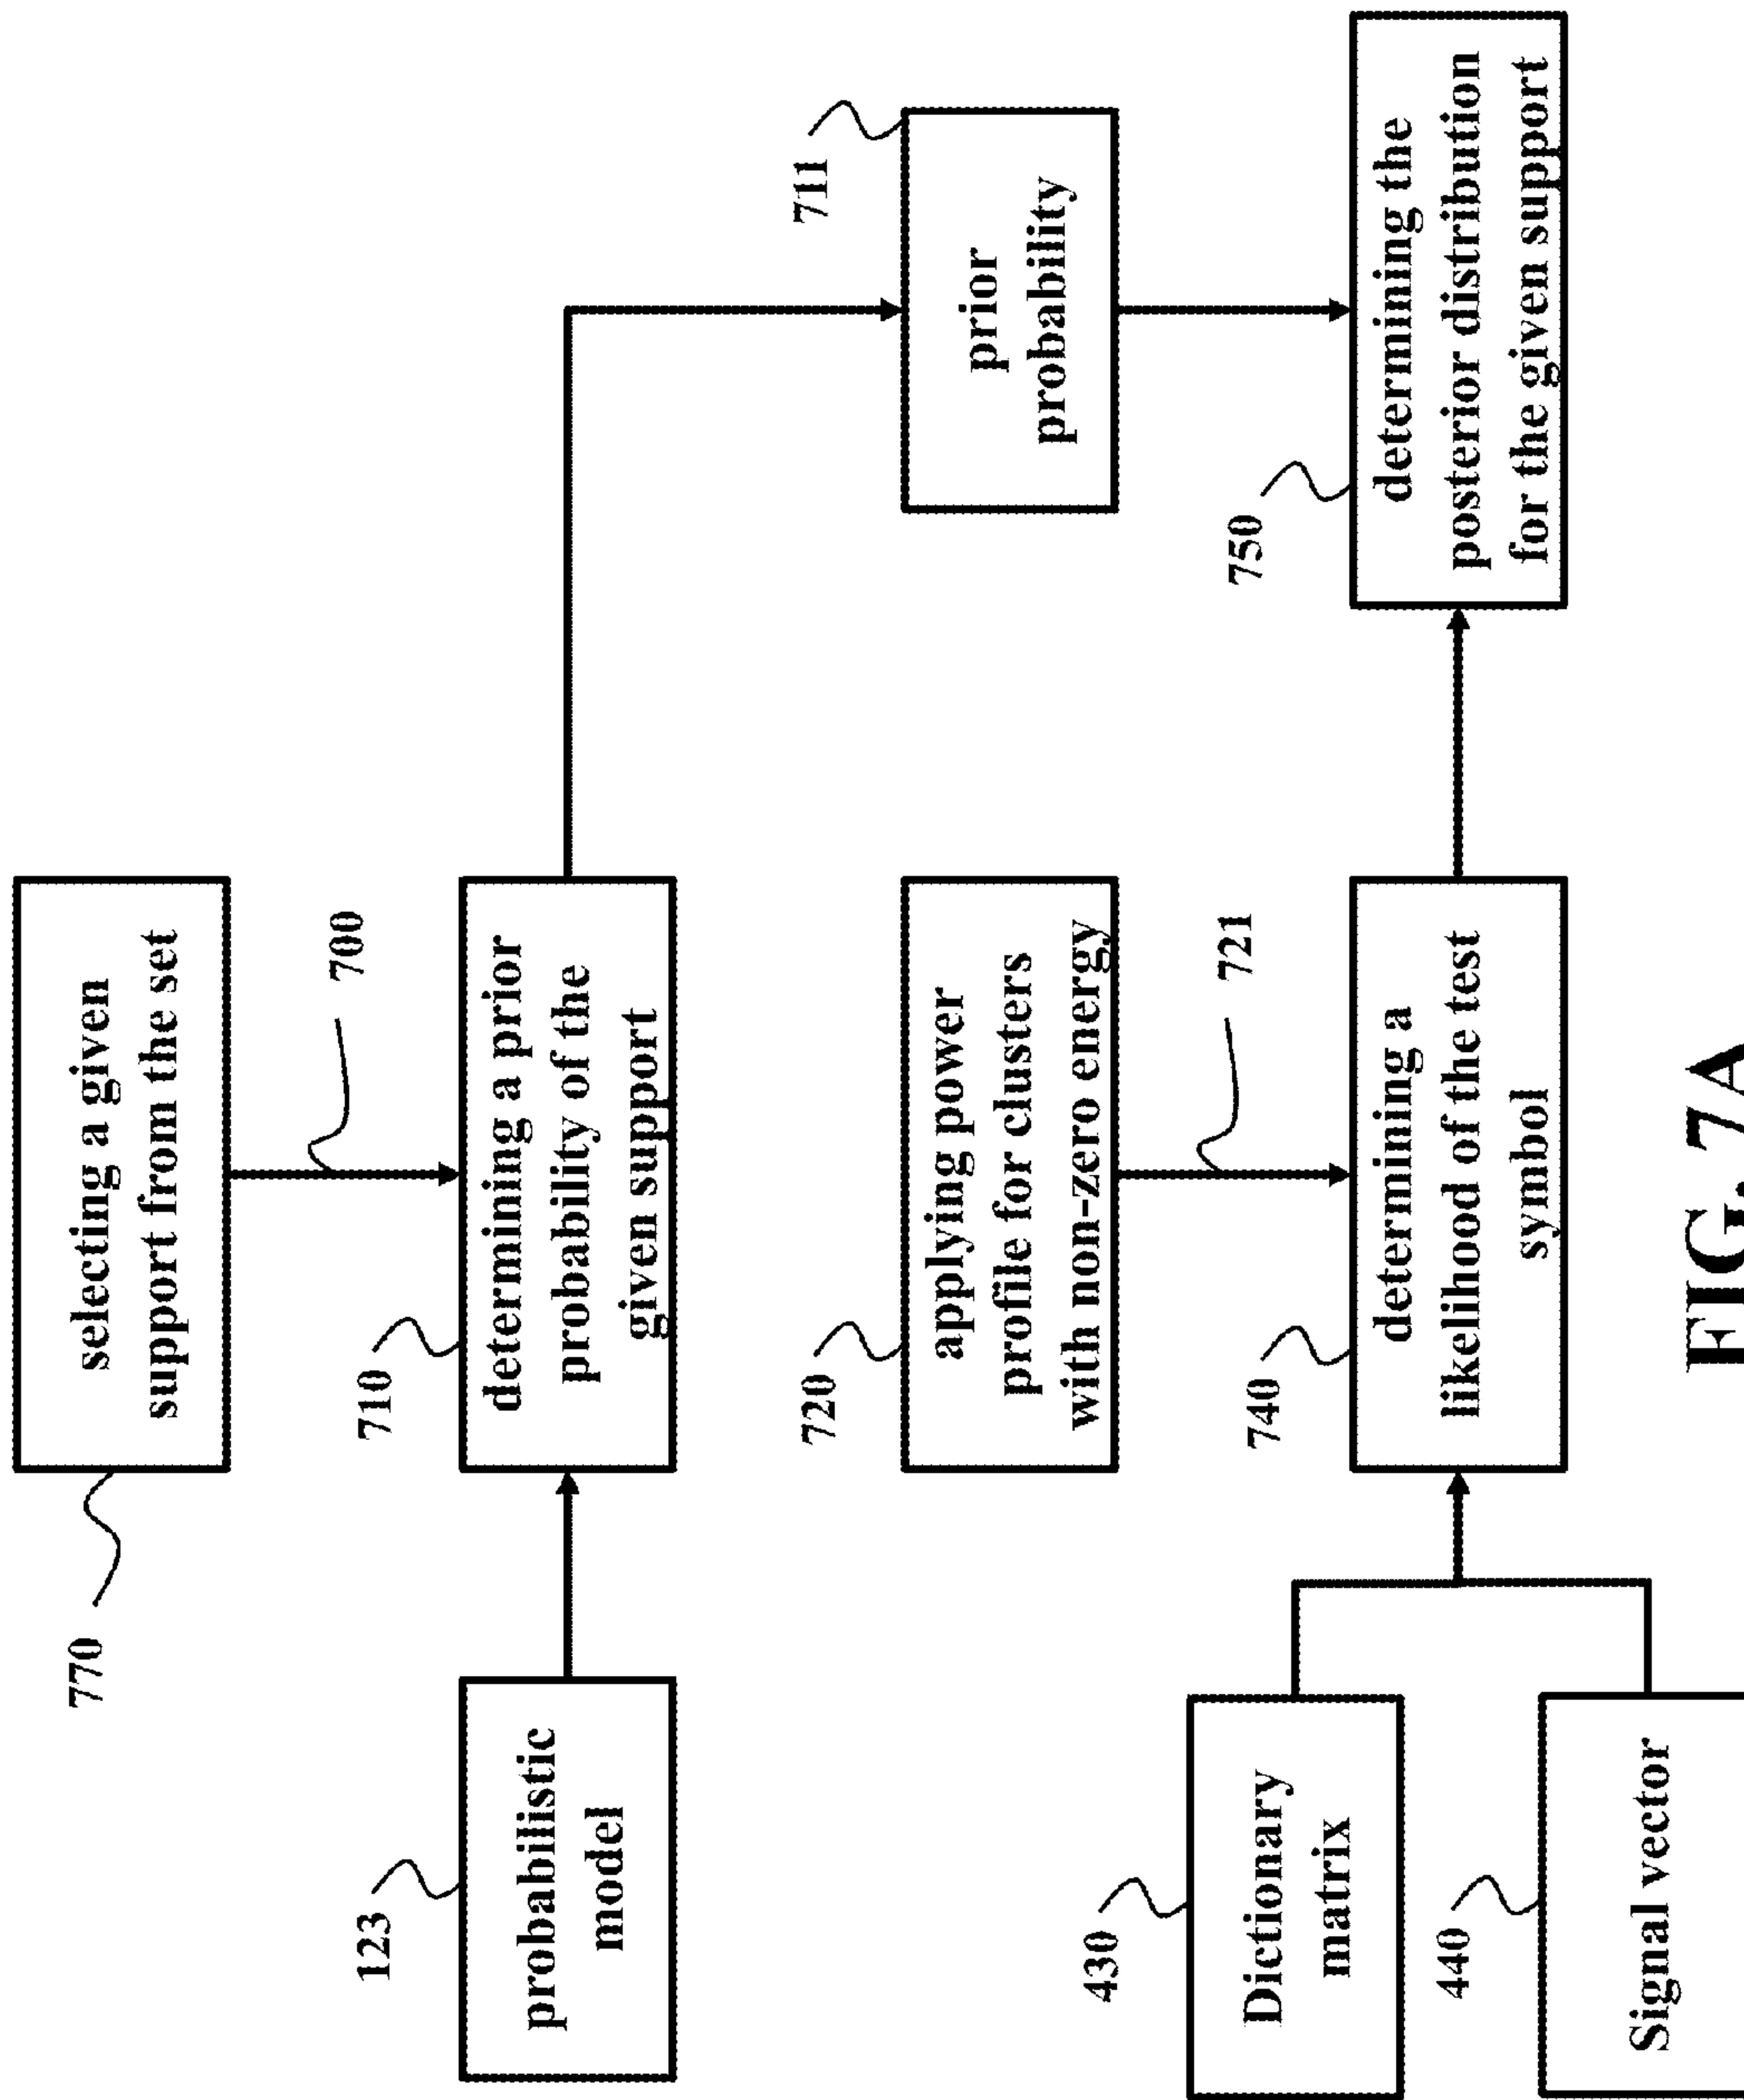 770
selecting a given
support from the set
700
123
probabilistic
model
710
determining a prior
probability of the
given support
711
prior
probability
720
applying power
profile for clusters
with non-zero energy
721
430
Dictionary
matrix
440
Signal vector
740
determining a
likelihood of the test
symbol
750
determining the
posterior distribution
for the given support
FIG. 7A